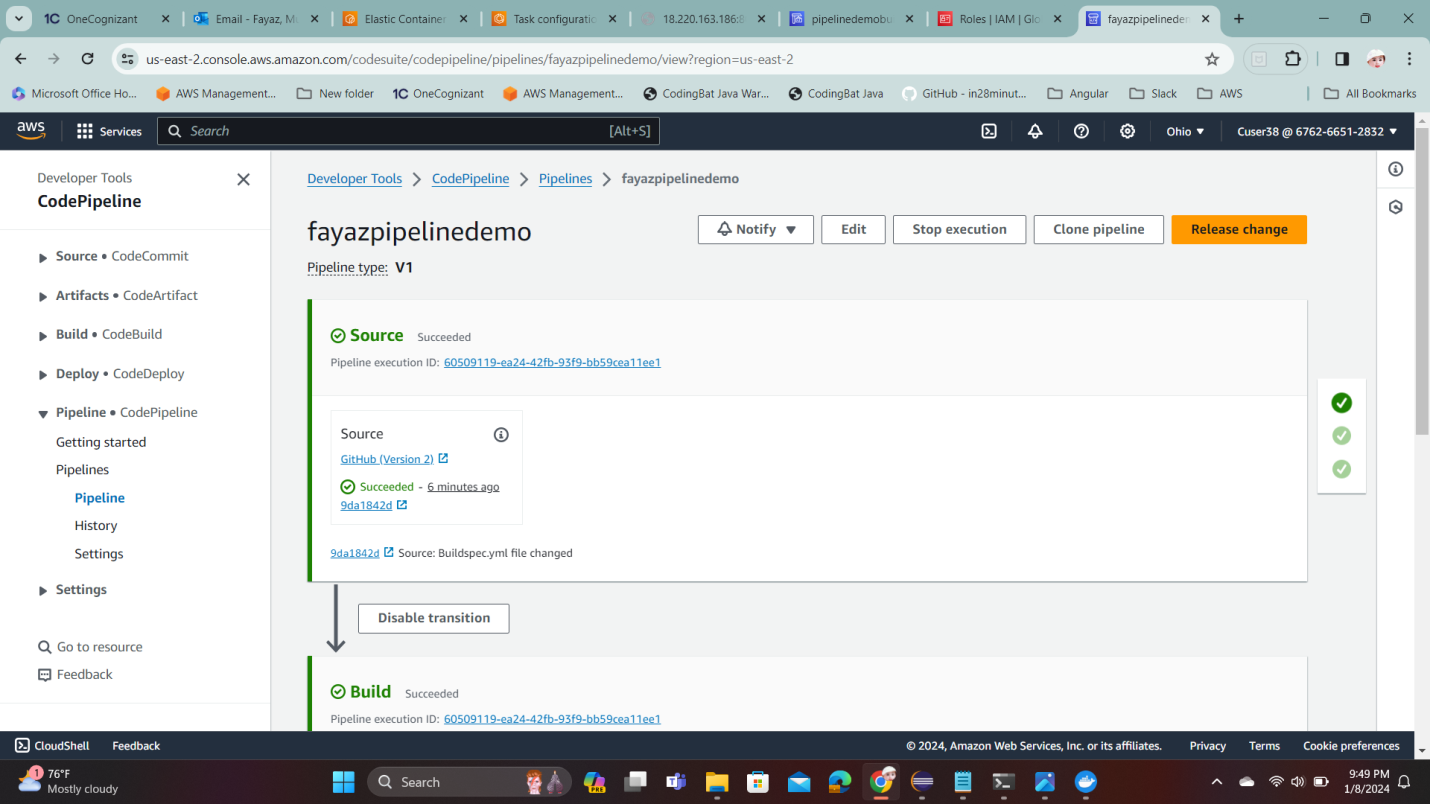 OneCognizant
Email - Fayaz, Mo
Elastic Container
Task configuratio
18.220.163.186:8
pipelinedemobu
Roles | IAM | Glo
fayazpipelinedem
us-east-2.console.aws.amazon.com/codesuite/codepipeline/pipelines/fayazpipelinedemo/view?region=us-east-2
Microsoft Office Ho...
AWS Management...
New folder
1C OneCognizant
AWS Management...
CodingBat Java War...
CodingBat Java
GitHub - in28minut...
Angular
Slack
AWS
All Bookmarks
aws
Services
Search
[Alt+S]
Ohio
Cuser38 @ 6762-6651-2832
Developer Tools
CodePipeline
Source • CodeCommit
Artifacts • CodeArtifact
Build • CodeBuild
Deploy • CodeDeploy
Pipeline • CodePipeline
Getting started
Pipelines
Pipeline
History
Settings
Settings
Go to resource
Feedback
Developer Tools > CodePipeline > Pipelines > fayazpipelinedemo
fayazpipelinedemo
Notify
Edit
Stop execution
Clone pipeline
Release change
Pipeline type: V1
Source Succeeded
Pipeline execution ID: 60509119-ea24-42fb-93f9-bb59cea11ee1
Source
GitHub (Version 2)
Succeeded - 6 minutes ago
9da1842d
9da1842d Source: Buildspec.yml file changed
Disable transition
Build Succeeded
Pipeline execution ID: 60509119-ea24-42fb-93f9-bb59cea11ee1
CloudShell
Feedback
© 2024, Amazon Web Services, Inc. or its affiliates.
Privacy
Terms
Cookie preferences
1
76°F
Mostly cloudy
Search
PRE
9:49 PM
1/8/2024